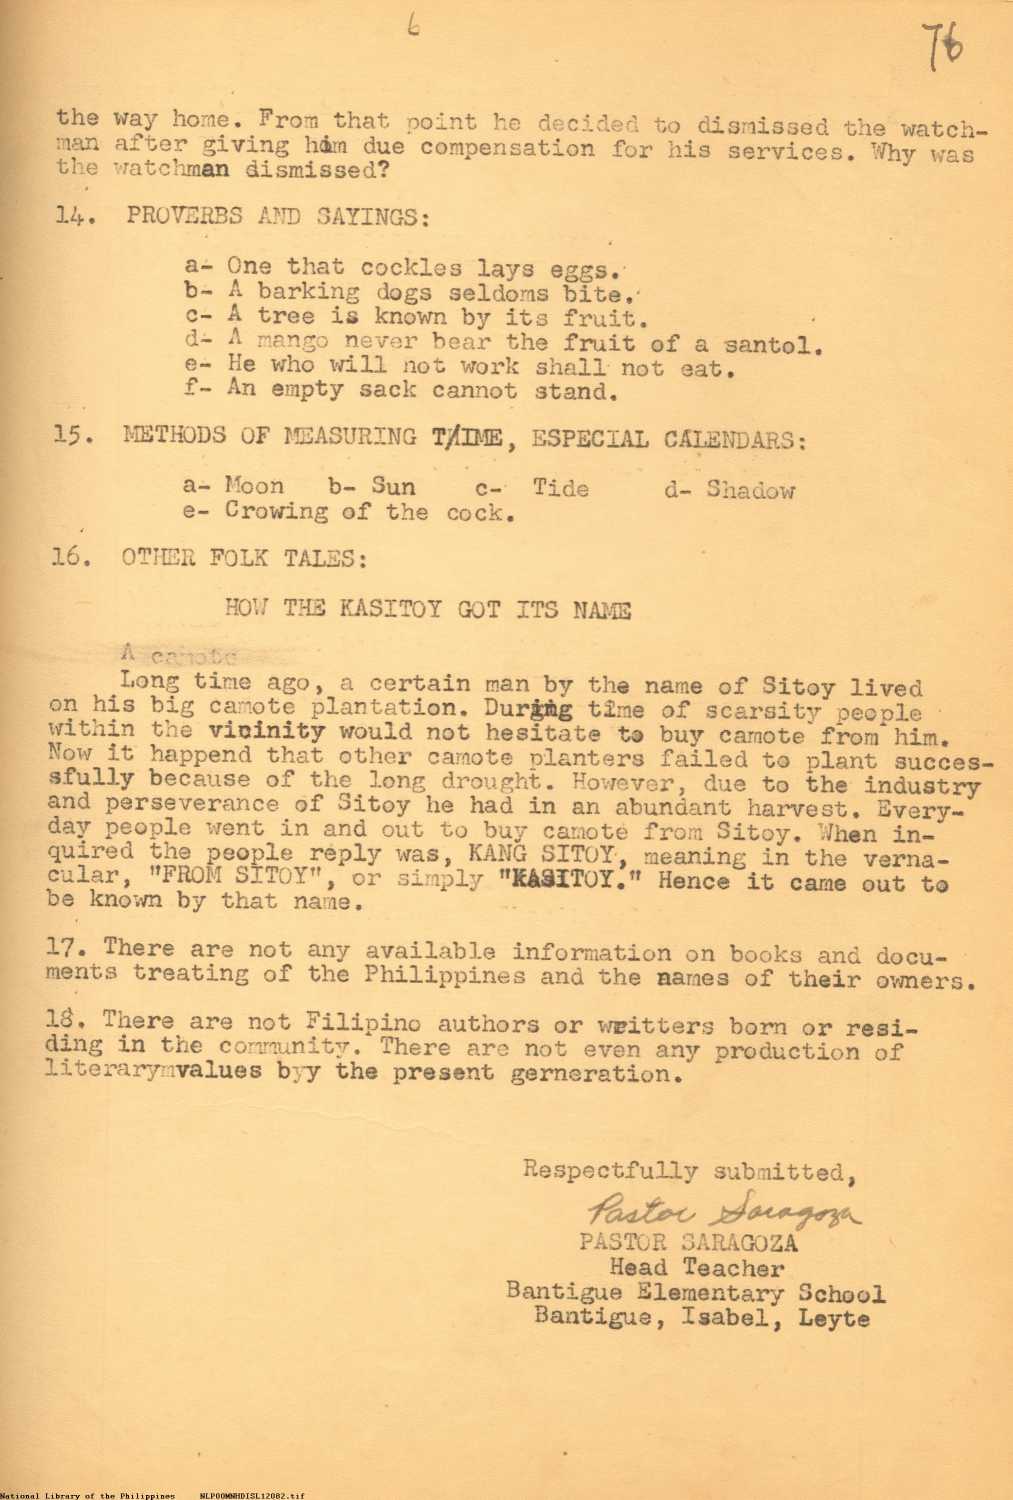 6
76
the way home. From that point he decided to dismissed the watch-
man after giving him due compensation for his services. Why was
the watchman dismissed?
14. PROVERBS AND SAYINGS:
a- One that cockles lays eggs.
b- A barking dogs seldoms bite.
c- A tree is known by its fruit.
d- A mango never bear the fruit of a santol.
e- He who will not work shall not eat.
f- An empty sack cannot stand.
15. METHODS OF MEASURING T/IME, ESPECIAL CALENDARS:
a- Moon b- Sun c- Tide d- Shadow
e- Crowing of the cock.
16. OTHER FOLK TALES:
HOW THE KASITOY GOT ITS NAME
A camote
Long time ago, a certain man by the name of Sitoy lived
on his big camote plantation. During time of scarsity people
within the vicinity would not hesitate to buy camote from him.
Now it happend that other camote planters failed to plant succes-
sfully because of the long drought. However, due to the industry
and perseverance of Sitoy he had in an abundant harvest. Every-
day people went in and out to buy camote from Sitoy. When in-
quired the people reply was, KANG SITOY, meaning in the verna-
cular, "FROM SITOY", or simply "KASITOY." Hence it came out to
be known by that name.
17. There are not any available information on books and docu-
ments treating of the Philippines and the names of their owners.
18. There are not Filipino authors or writters born or resi-
ding in the community. There are not even any production of
literarymvalues byy the present gerneration.
Respectfully submitted,
Pastor Saragoza
PASTOR SARAGOZA
Head Teacher
Bantigue Elementary School
Bantigue, Isabel, Leyte
National Library of the Philippines NLPOOMNHDISL12082.tif